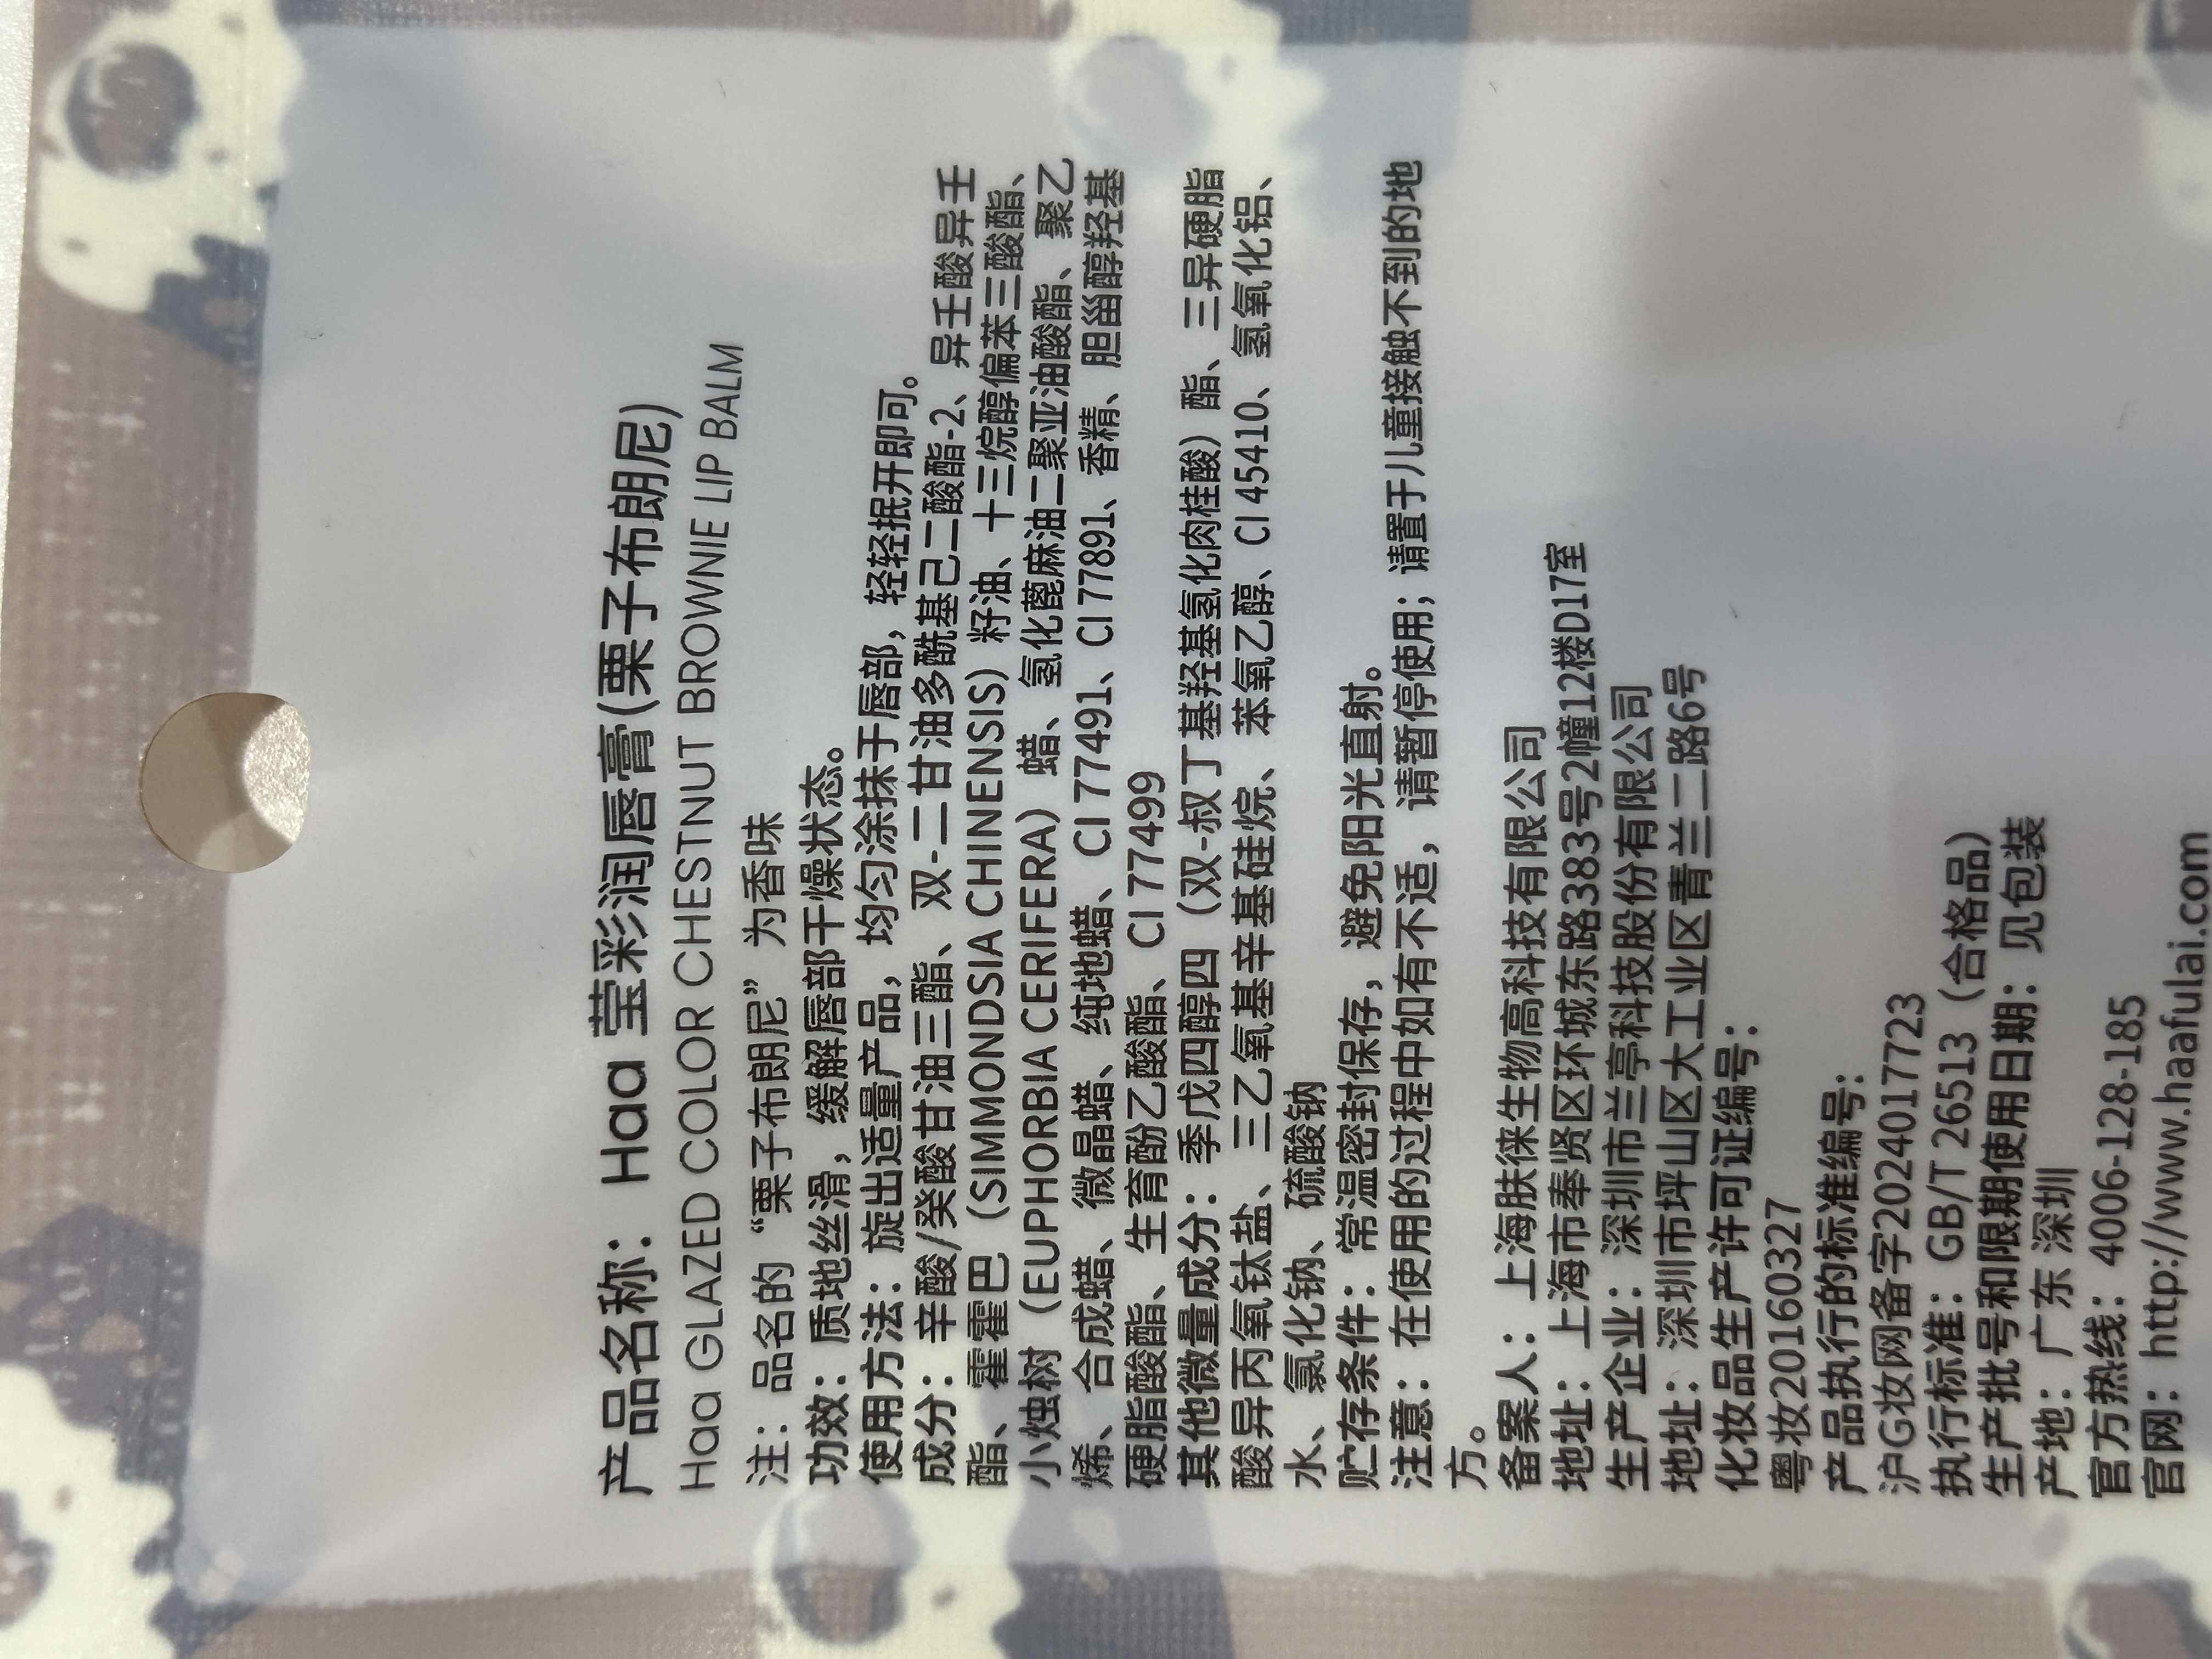 产品名称：Haa 莹彩润唇膏(栗子布朗尼)
Haa GLAZED COLOR CHESTNUT BROWNIE LIP BALM
注：品名的“栗子布朗尼”为香味
功效：质地丝滑，缓解唇部干燥状态。
使用方法：旋出适量产品，均匀涂抹于唇部，轻轻抿开即可。
成分：辛酸/癸酸甘油三酯、双-二甘油多酰基己二酸酯-2、异壬酸异壬
酯、霍霍巴（SIMMONDSIA CHINENSIS）籽油、十三烷醇偏苯三酸酯、
小烛树（EUPHORBIA CERIFERA）蜡、氢化蓖麻油二聚亚油酸酯、聚乙
烯、合成蜡、微晶蜡、纯地蜡、CI 77491、CI 77891、香精、胆甾醇羟基
硬脂酸酯、生育酚乙酸酯、CI 77499
其他微量成分：季戊四醇四（双-叔丁基羟基氢化肉桂酸）酯、三异硬脂
酸异丙氧钛盐、三乙氧基辛基硅烷、苯氧乙醇、CI 45410、氢氧化铝、
水、氯化钠、硫酸钠
贮存条件：常温密封保存，避免阳光直射。
注意：在使用的过程中如有不适，请暂停使用；请置于儿童接触不到的地
方。
备案人：上海肤徕生物高科技有限公司
地址：上海市奉贤区环城东路383号2幢12楼D17室
生产企业：深圳市兰亭科技股份有限公司
地址：深圳市坪山区大工业区青兰二路6号
化妆品生产许可证编号：
粤妆20160327
产品执行的标准编号：
沪G妆网备字2024017723
执行标准：GB/T 26513（合格品）
生产批号和限期使用日期：见包装
产地：广东 深圳
官方热线：4006-128-185
官网：http://www.haafulai.com